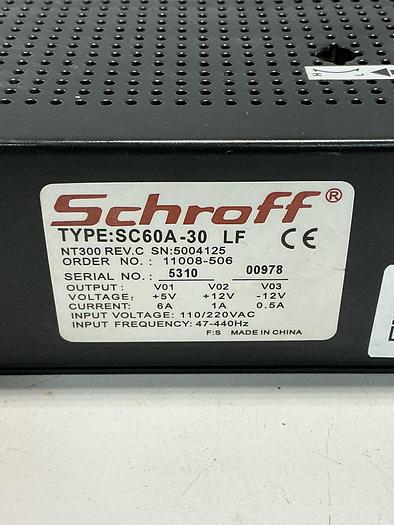 H L
Schroff®
TYPE:SC60A-30 LF CE
NT300 REV.C SN:5004125
ORDER NO. : 11008-506
SERIAL NO.: 5310 00978
OUTPUT : V01 V02 V03
VOLTAGE: +5V +12V -12V
CURRENT: 6A 1A 0.5A
INPUT VOLTAGE: 110/220VAC
INPUT FREQUENCY: 47-440Hz
F:S MADE IN CHINA